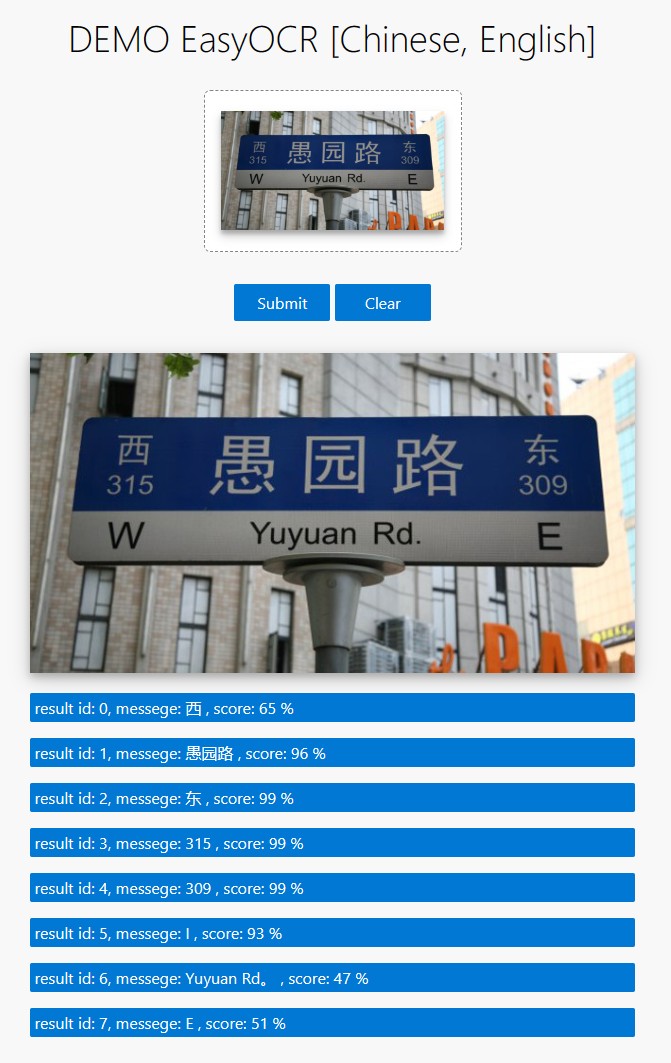 DEMO EasyOCR [Chinese, English]
西 愚园路 东
315 309
W Yuyuan Rd. E
Submit Clear
西 愚园路 东
315 309
W Yuyuan Rd. E
result id: 0, messege: 西 , score: 65 %
result id: 1, messege: 愚园路 , score: 96 %
result id: 2, messege: 东 , score: 99 %
result id: 3, messege: 315 , score: 99 %
result id: 4, messege: 309 , score: 99 %
result id: 5, messege: I , score: 93 %
result id: 6, messege: Yuyuan Rd。 , score: 47 %
result id: 7, messege: E , score: 51 %